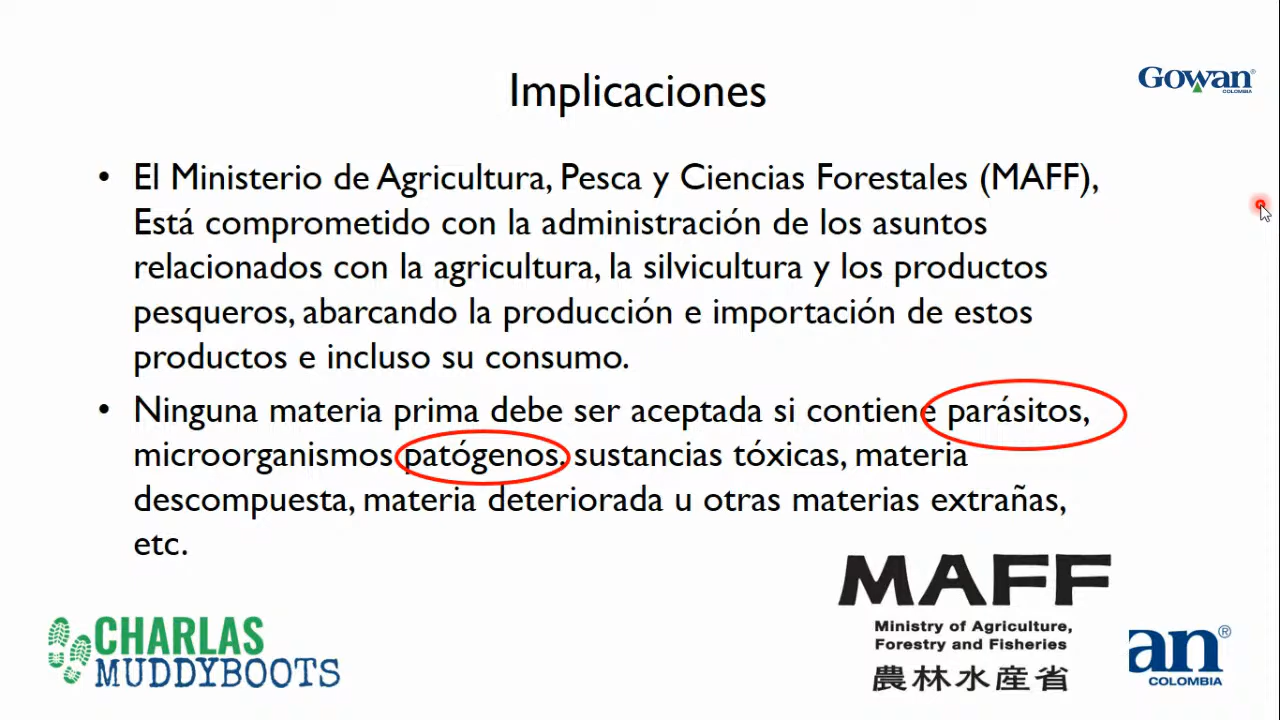 Implicaciones
Gowan®
COLOMBIA
• El Ministerio de Agricultura, Pesca y Ciencias Forestales (MAFF),
Está comprometido con la administración de los asuntos
relacionados con la agricultura, la silvicultura y los productos
pesqueros, abarcando la producción e importación de estos
productos e incluso su consumo.
• Ninguna materia prima debe ser aceptada si contiene parásitos,
microorganismos patógenos, sustancias tóxicas, materia
descompuesta, materia deteriorada u otras materias extrañas,
etc.
CHARLAS
MUDDYBOOTS
MAFF
Ministry of Agriculture,
Forestry and Fisheries
農林水産省
an®
COLOMBIA